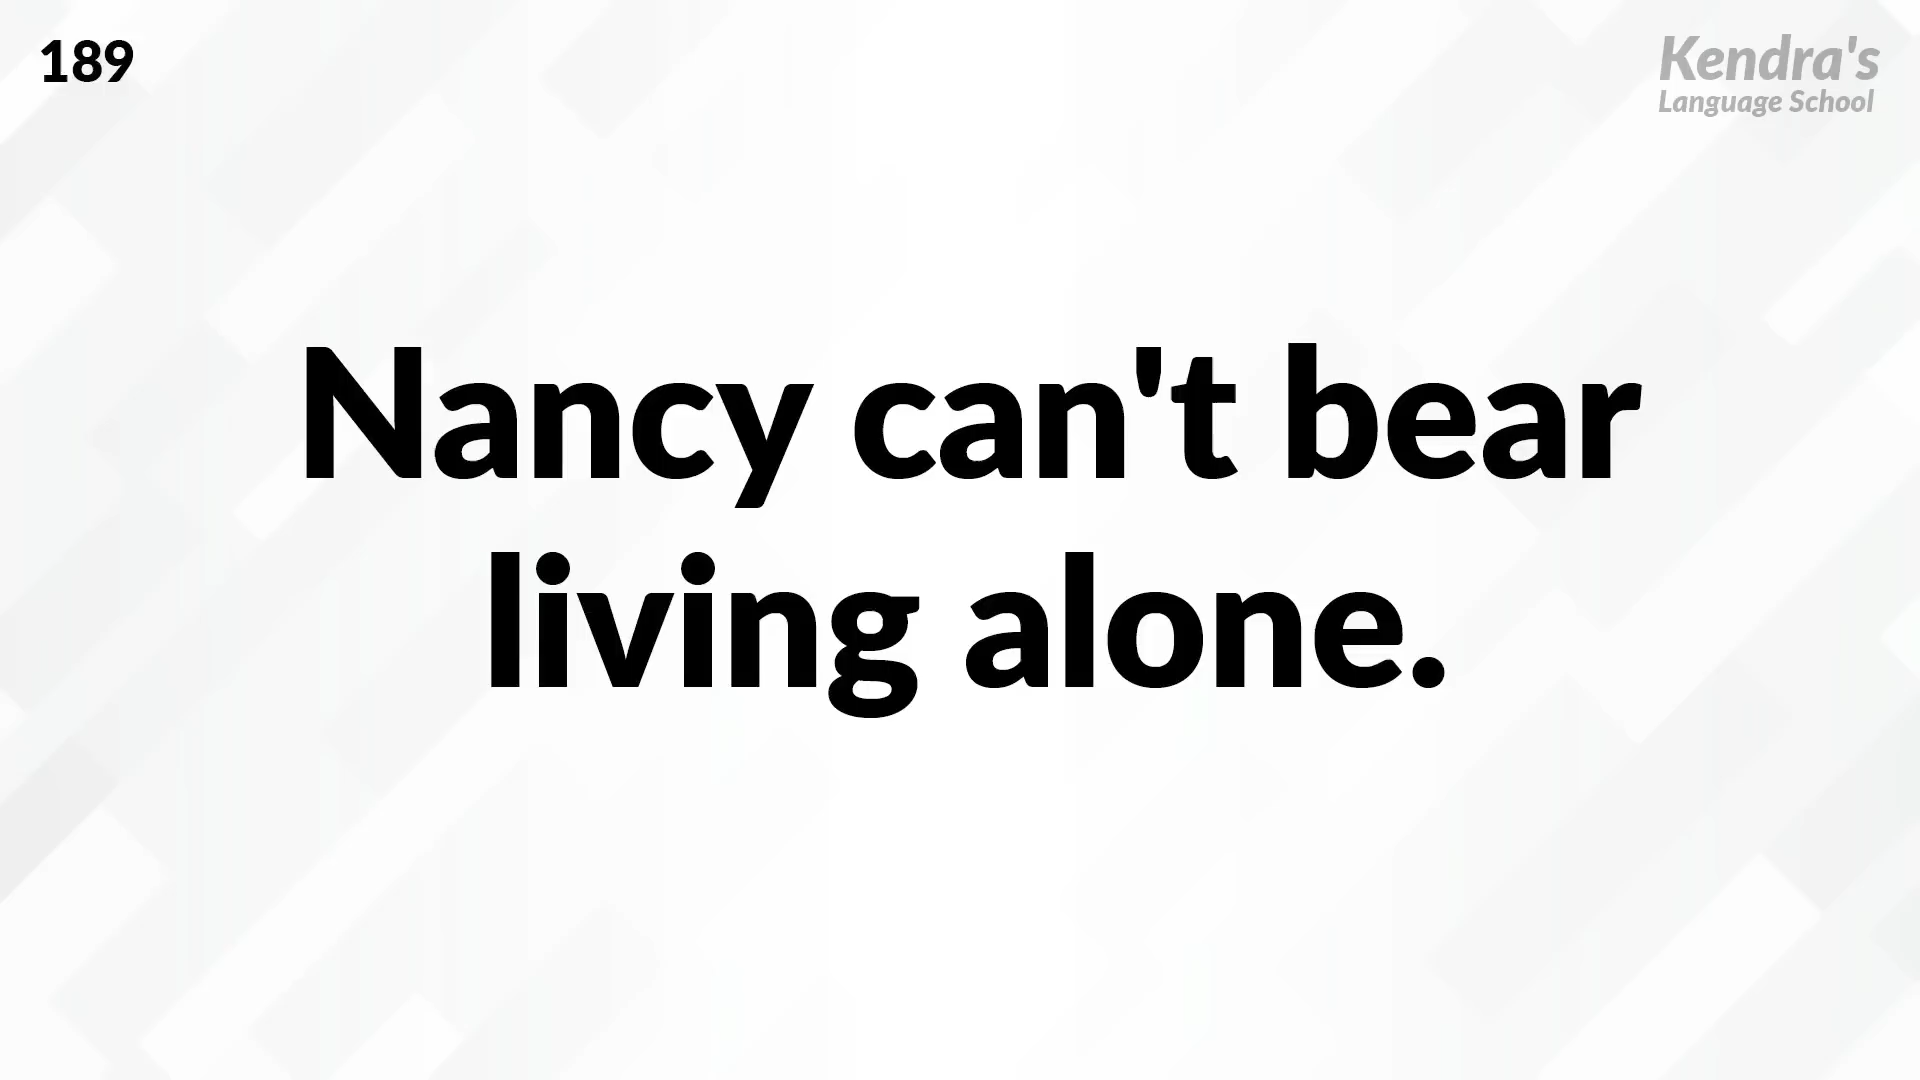 189
Kendra's
Language School
Nancy can't bear
living alone.